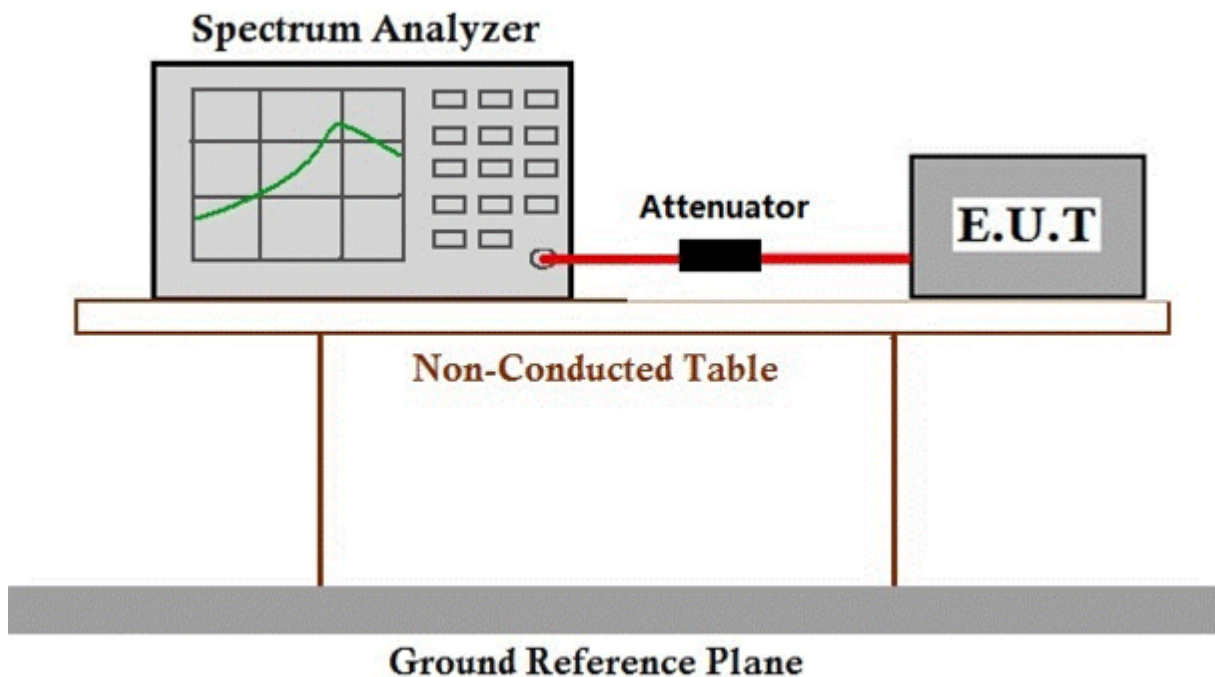 Spectrum Analyzer
Attenuator
E.U.T
Non-Conducted Table
Ground Reference Plane